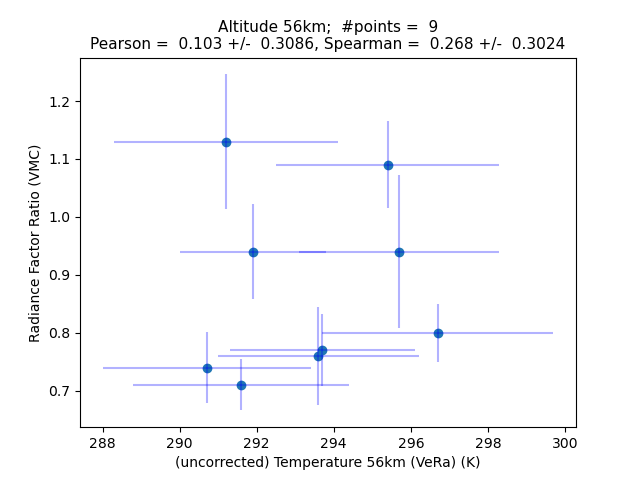 Altitude 56km;  #points =  9
Pearson =  0.103 +/-  0.3086, Spearman =  0.268 +/-  0.3024
Radiance Factor Ratio (VMC)
1.2
1.1
1.0
0.9
0.8
0.7
288 290 292 294 296 298 300
(uncorrected) Temperature 56km (VeRa) (K)